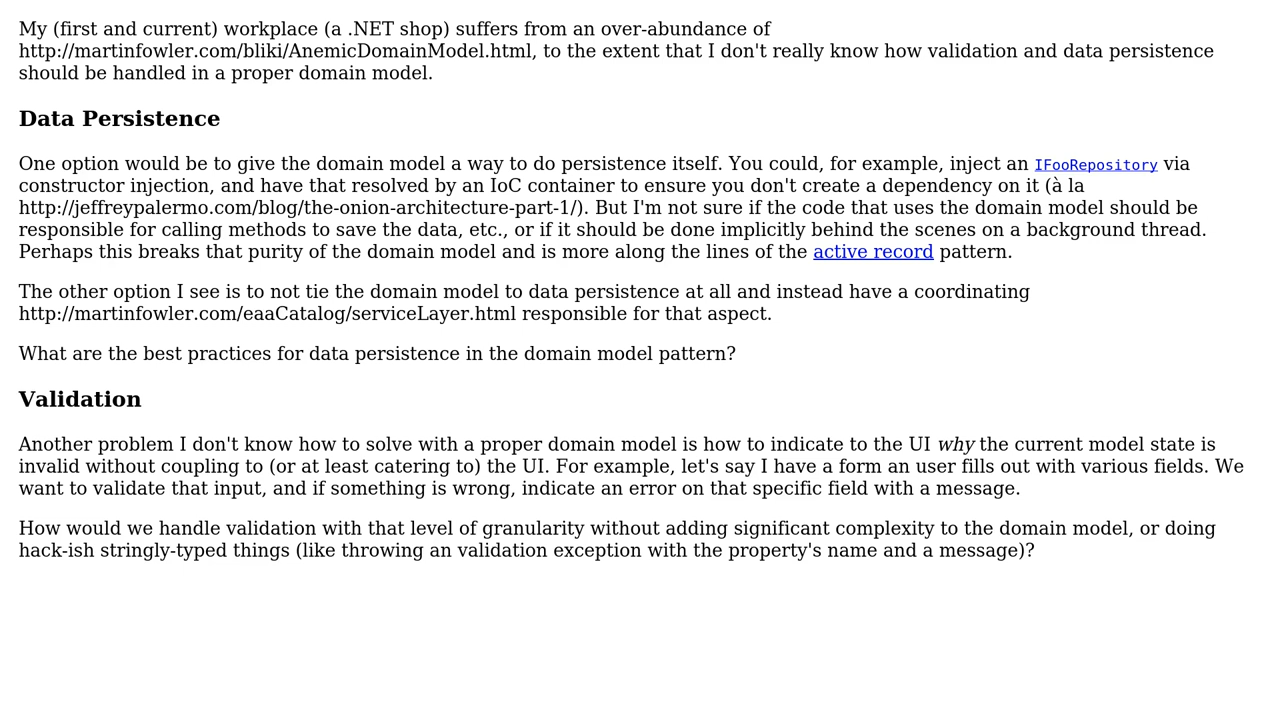 My (first and current) workplace (a .NET shop) suffers from an over-abundance of
http://martinfowler.com/bliki/AnemicDomainModel.html, to the extent that I don't really know how validation and data persistence
should be handled in a proper domain model.
Data Persistence
One option would be to give the domain model a way to do persistence itself. You could, for example, inject an IFooRepository via
constructor injection, and have that resolved by an IoC container to ensure you don't create a dependency on it (à la
http://jeffreypalermo.com/blog/the-onion-architecture-part-1/). But I'm not sure if the code that uses the domain model should be
responsible for calling methods to save the data, etc., or if it should be done implicitly behind the scenes on a background thread.
Perhaps this breaks that purity of the domain model and is more along the lines of the active record pattern.
The other option I see is to not tie the domain model to data persistence at all and instead have a coordinating
http://martinfowler.com/eaaCatalog/serviceLayer.html responsible for that aspect.
What are the best practices for data persistence in the domain model pattern?
Validation
Another problem I don't know how to solve with a proper domain model is how to indicate to the UI why the current model state is
invalid without coupling to (or at least catering to) the UI. For example, let's say I have a form an user fills out with various fields. We
want to validate that input, and if something is wrong, indicate an error on that specific field with a message.
How would we handle validation with that level of granularity without adding significant complexity to the domain model, or doing
hack-ish stringly-typed things (like throwing an validation exception with the property's name and a message)?